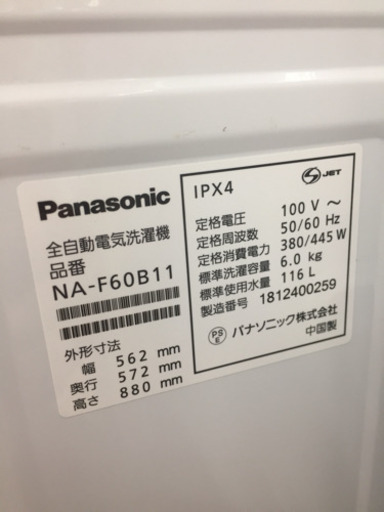 Panasonic
全自動電気洗濯機
品番
NA-F60B11
外形寸法
幅 562 mm
奥行 572 mm
高さ 880 mm
IPX4
S JET
定格電圧 100 V ～
定格周波数 50/60 Hz
定格消費電力 380/445 W
標準洗濯容量 6.0 kg
標準使用水量 116 L
製造番号 1812400259
PS E パナソニック株式会社
中国製